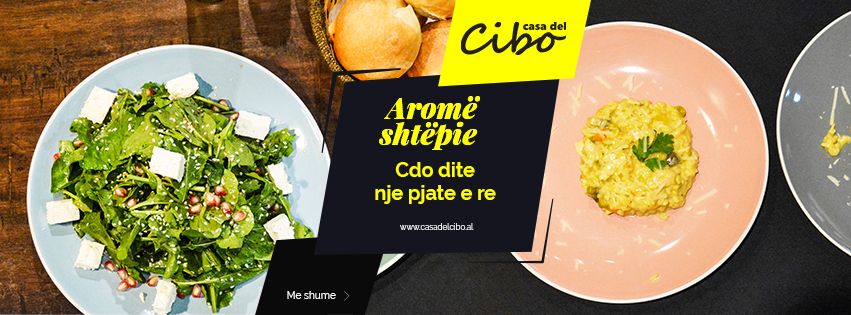 casa del
Cibo
Aromë
shtëpie
Cdo dite
nje pjate e re
www.casadelcibo.al
Me shume